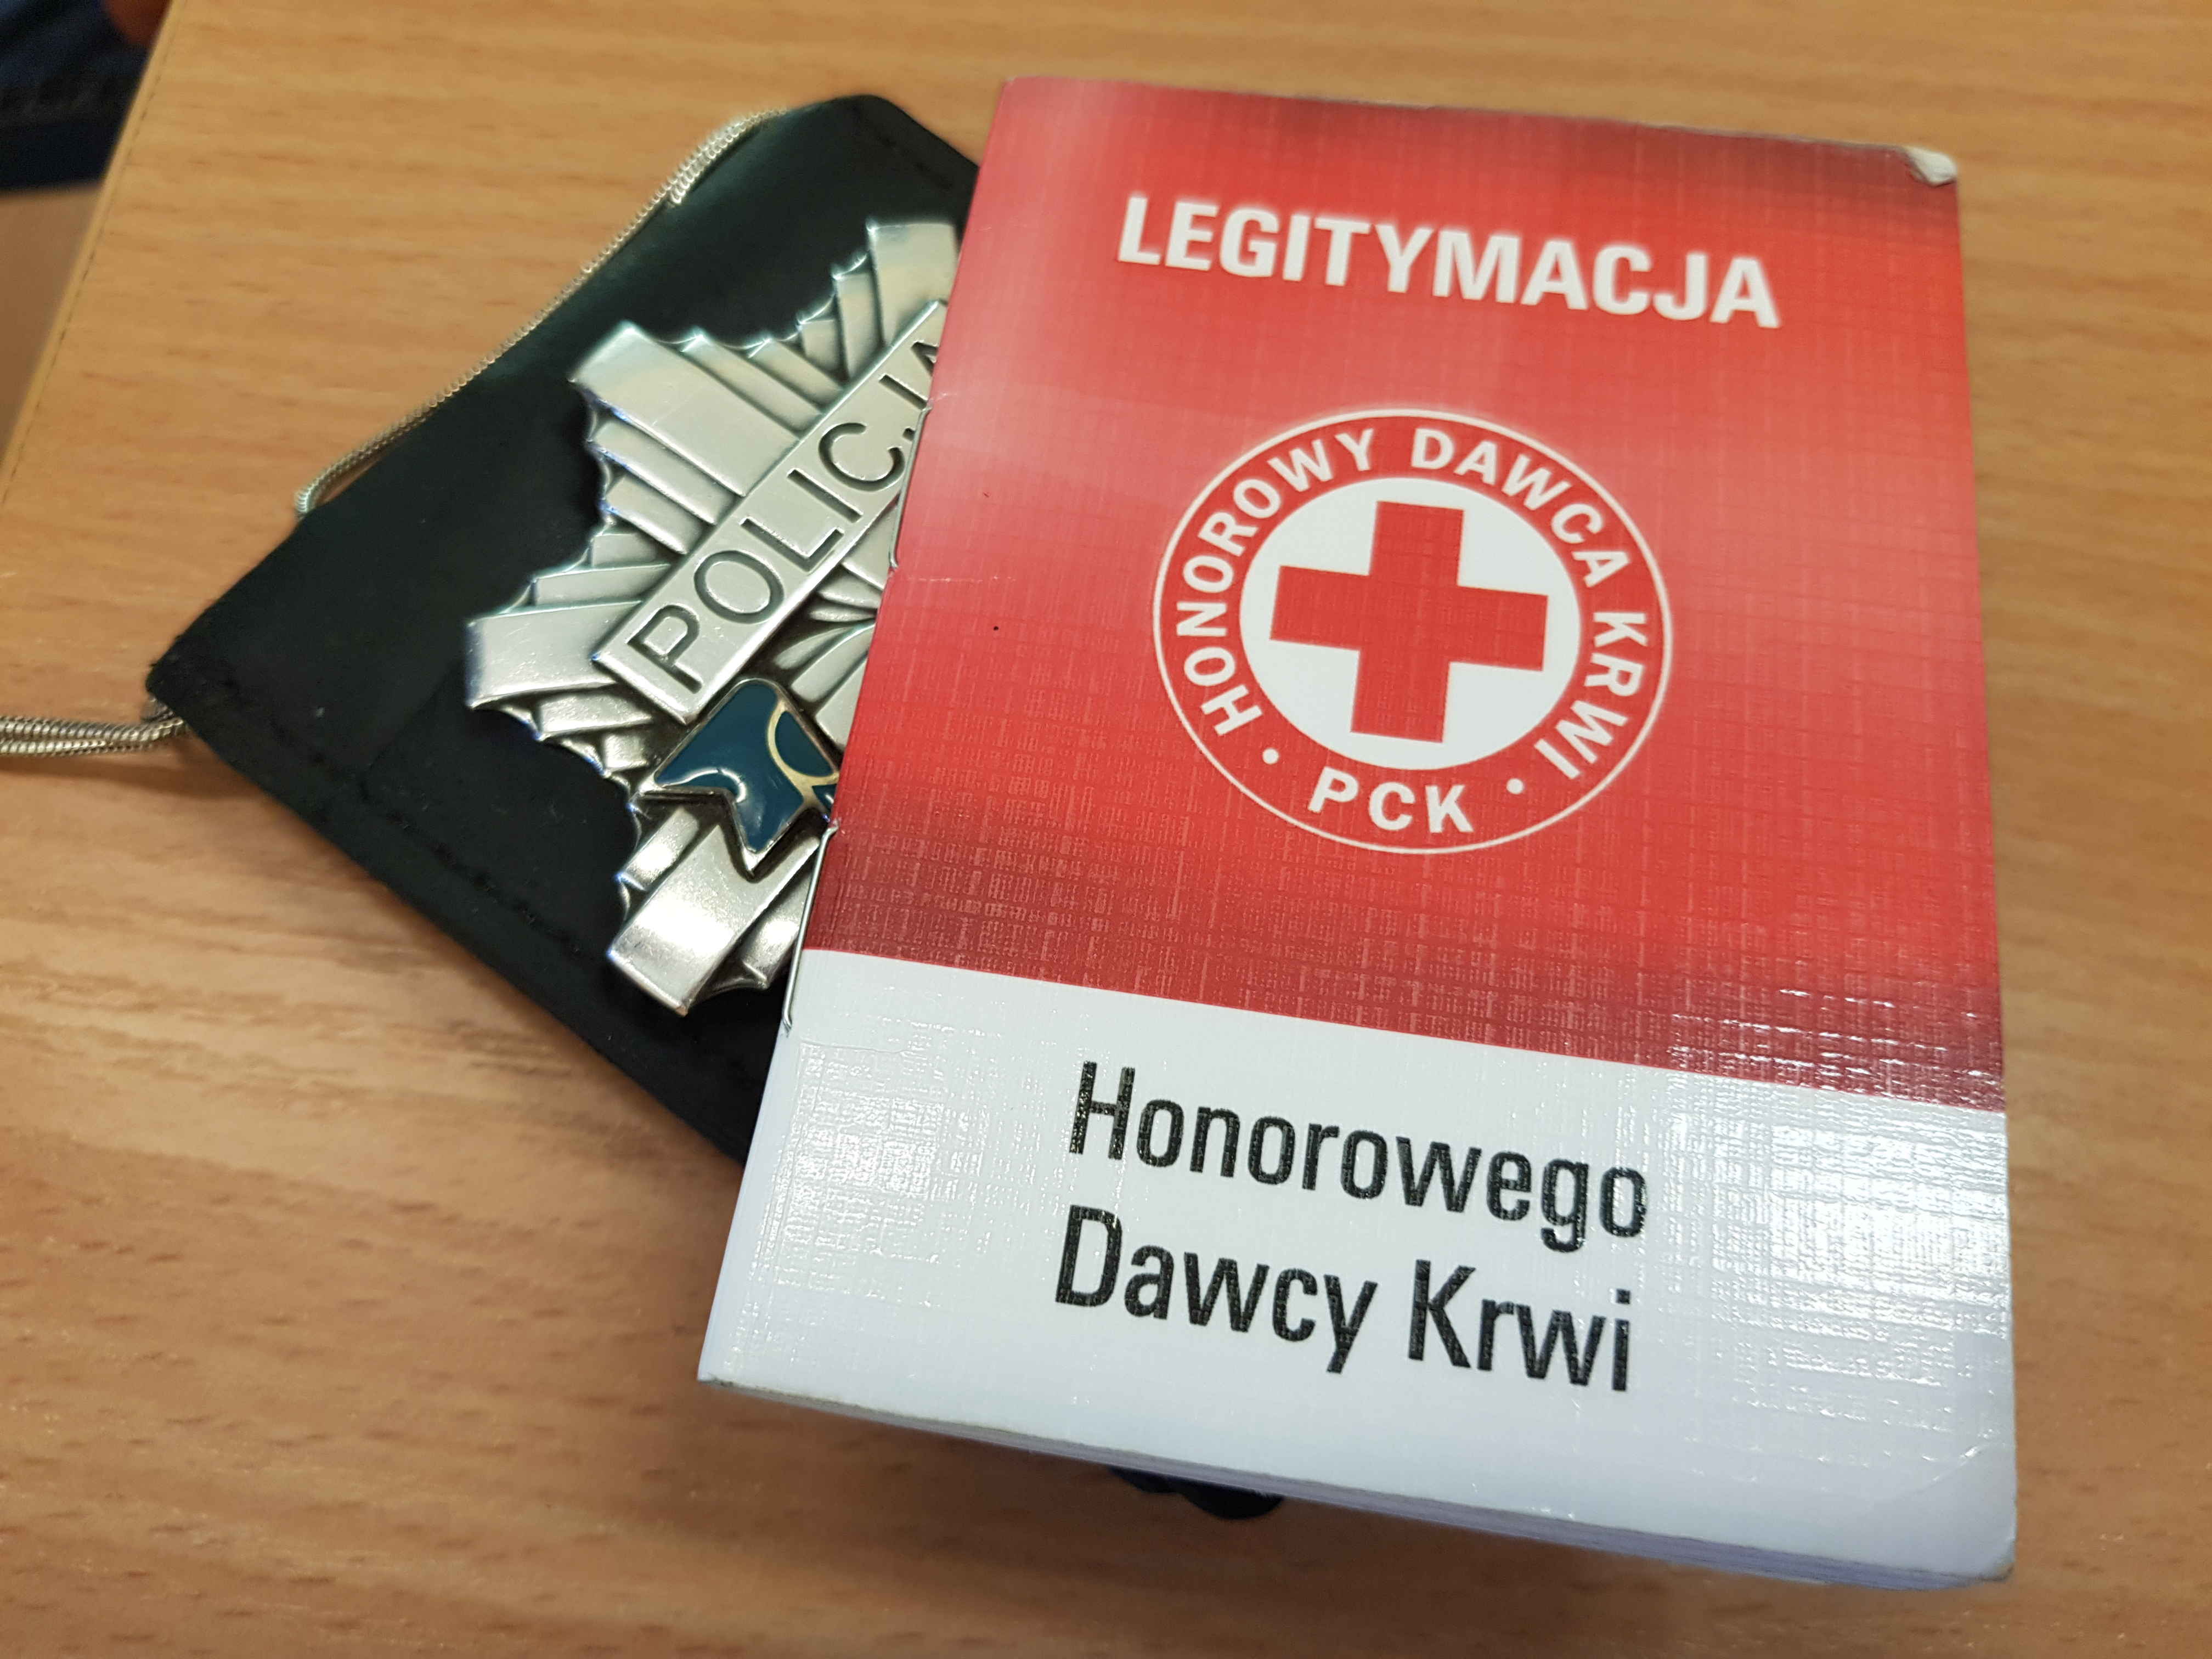 LEGITYMACJA
HONOROWY DAWCA KRWI
• PCK •
Honorowego
Dawcy Krwi
POLICJA